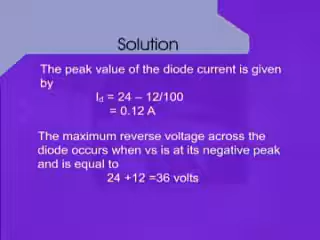 Solution
The peak value of the diode current is given
by
I_d = 24 – 12/100
= 0.12 A
The maximum reverse voltage across the
diode occurs when vs is at its negative peak
and is equal to
24 +12 =36 volts